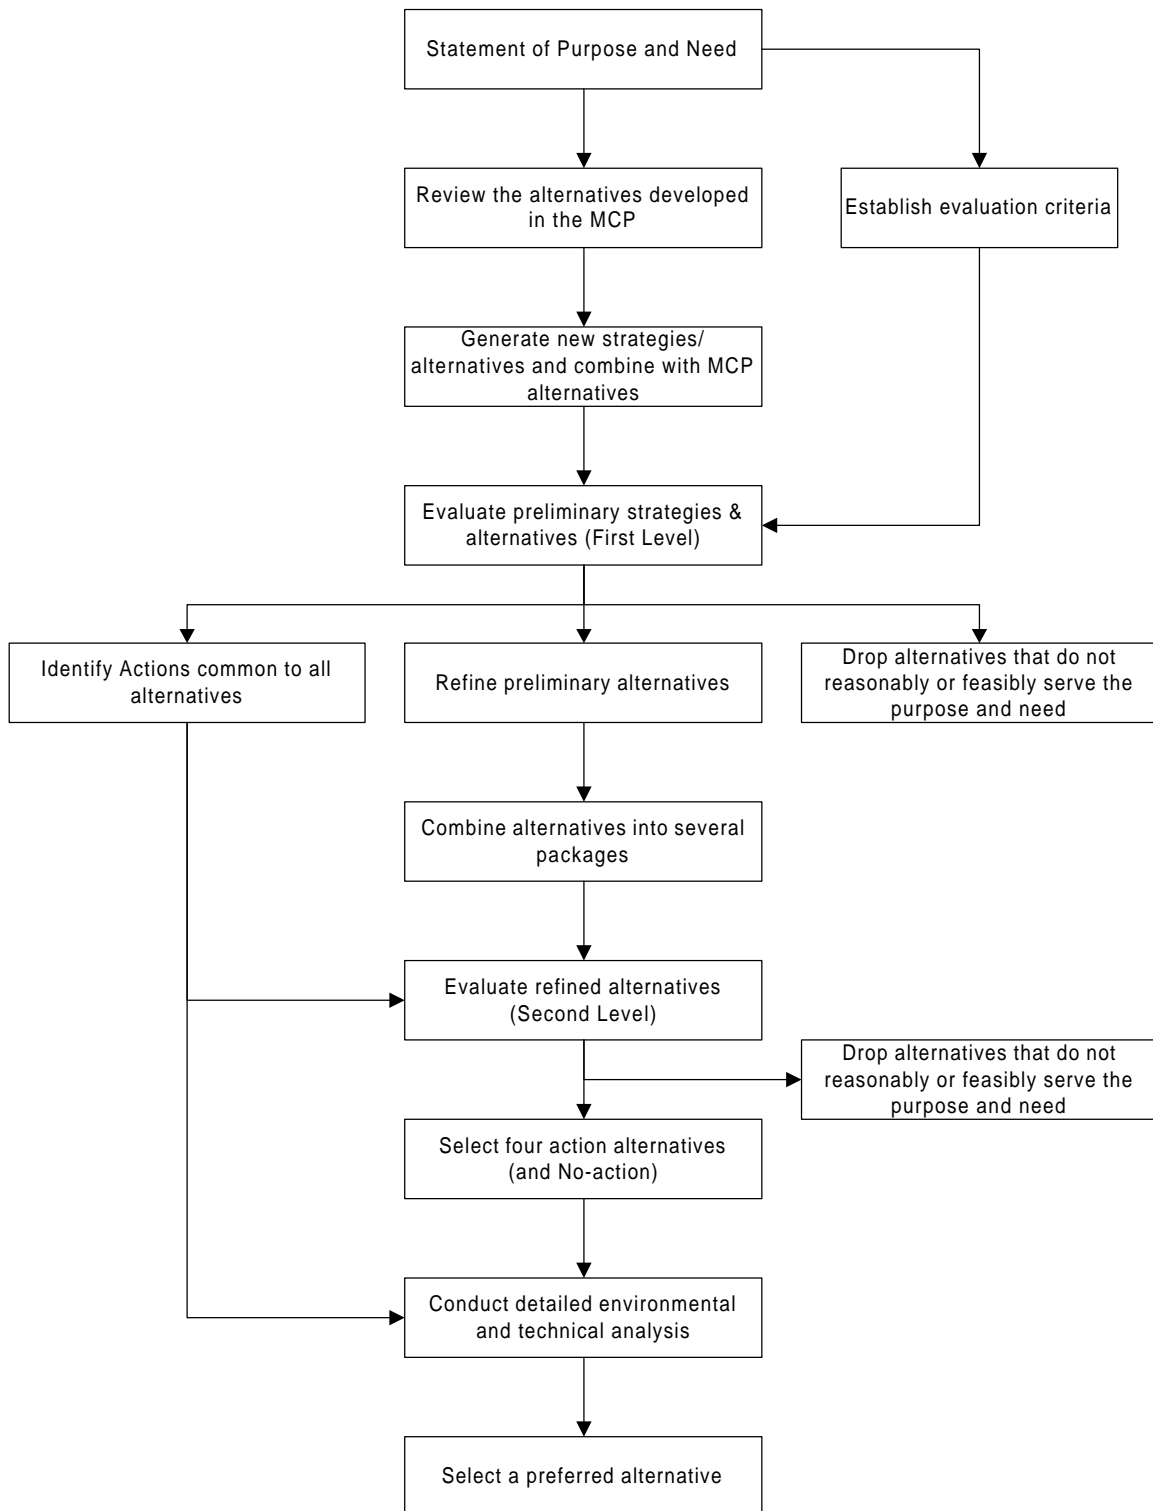 Statement of Purpose and Need
Review the alternatives developed
in the MCP
Establish evaluation criteria
Generate new strategies/
alternatives and combine with MCP
alternatives
Evaluate preliminary strategies &
alternatives (First Level)
Identify Actions common to all
alternatives
Refine preliminary alternatives
Drop alternatives that do not
reasonably or feasibly serve the
purpose and need
Combine alternatives into several
packages
Evaluate refined alternatives
(Second Level)
Drop alternatives that do not
reasonably or feasibly serve the
purpose and need
Select four action alternatives
(and No-action)
Conduct detailed environmental
and technical analysis
Select a preferred alternative